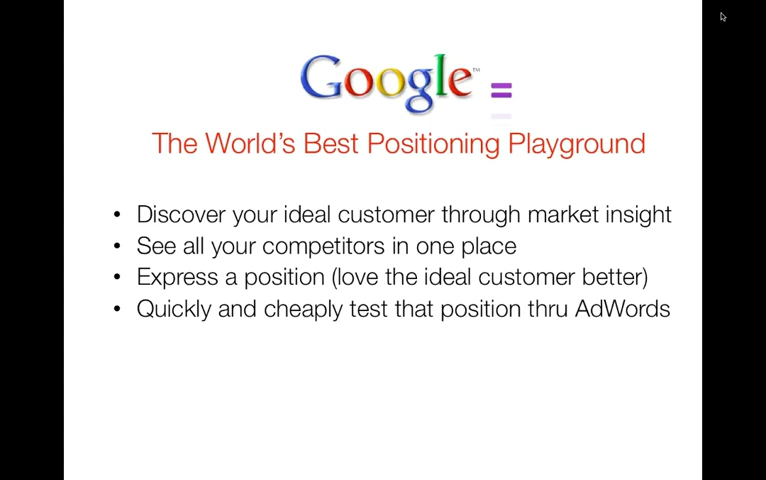 Google™ =
The World's Best Positioning Playground
• Discover your ideal customer through market insight
• See all your competitors in one place
• Express a position (love the ideal customer better)
• Quickly and cheaply test that position thru AdWords